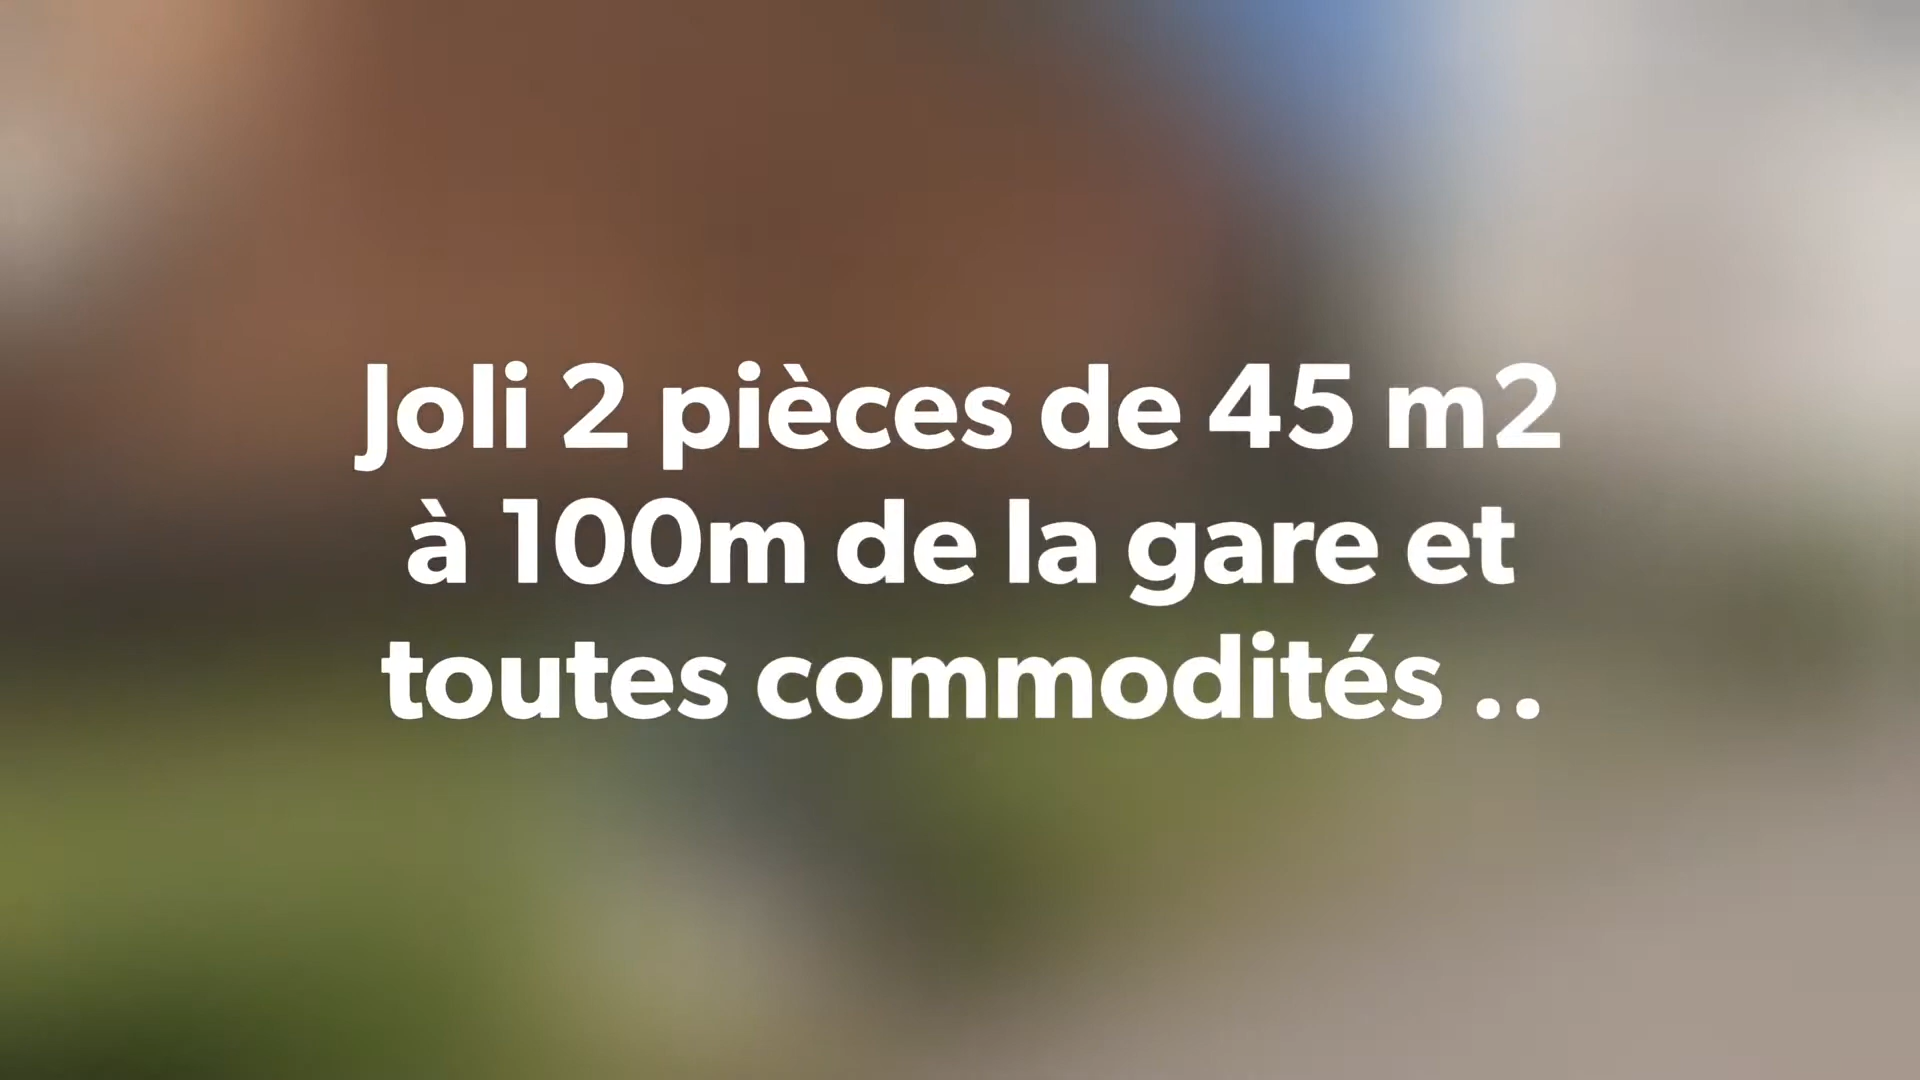 Joli 2 pièces de 45 m2
à 100m de la gare et
toutes commodités ..